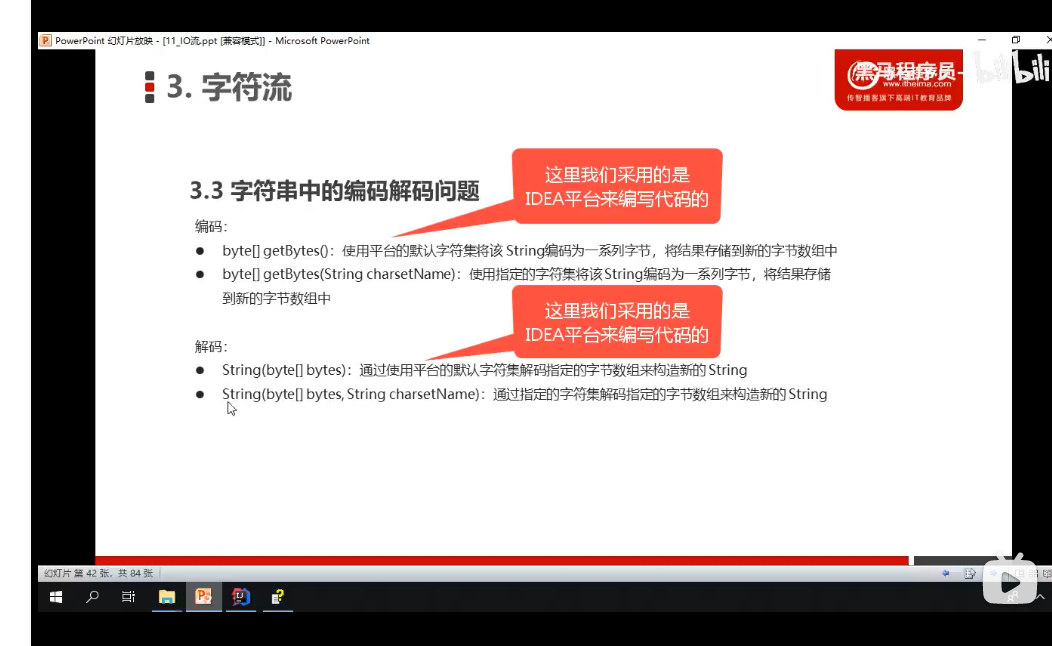 PowerPoint 幻灯片放映 - [11_IO流.ppt [兼容模式]] - Microsoft PowerPoint
3. 字符流
黑马程序员
www.itheima.com
传智播客旗下高端IT教育品牌
bilibili
3.3 字符串中的编码解码问题
这里我们采用的是
IDEA平台来编写代码的
编码：
● byte[] getBytes()：使用平台的默认字符集将该 String编码为一系列字节，将结果存储到新的字节数组中
● byte[] getBytes(String charsetName)：使用指定的字符集将该String编码为一系列字节，将结果存储
到新的字节数组中
这里我们采用的是
IDEA平台来编写代码的
解码：
● String(byte[] bytes)：通过使用平台的默认字符集解码指定的字节数组来构造新的 String
● String(byte[] bytes, String charsetName)：通过指定的字符集解码指定的字节数组来构造新的 String
幻灯片 第 42 张，共 84 张